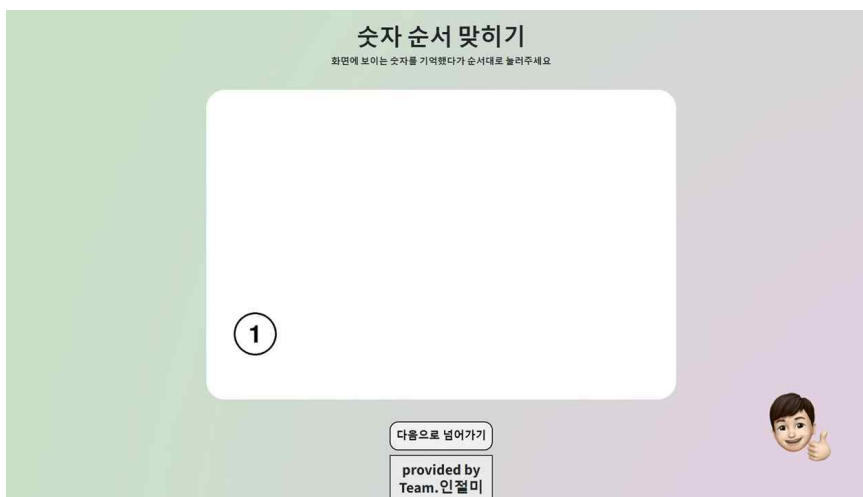 숫자 순서 맞히기
화면에 보이는 숫자를 기억했다가 순서대로 눌러주세요
1
다음으로 넘어가기
provided by
Team.인절미